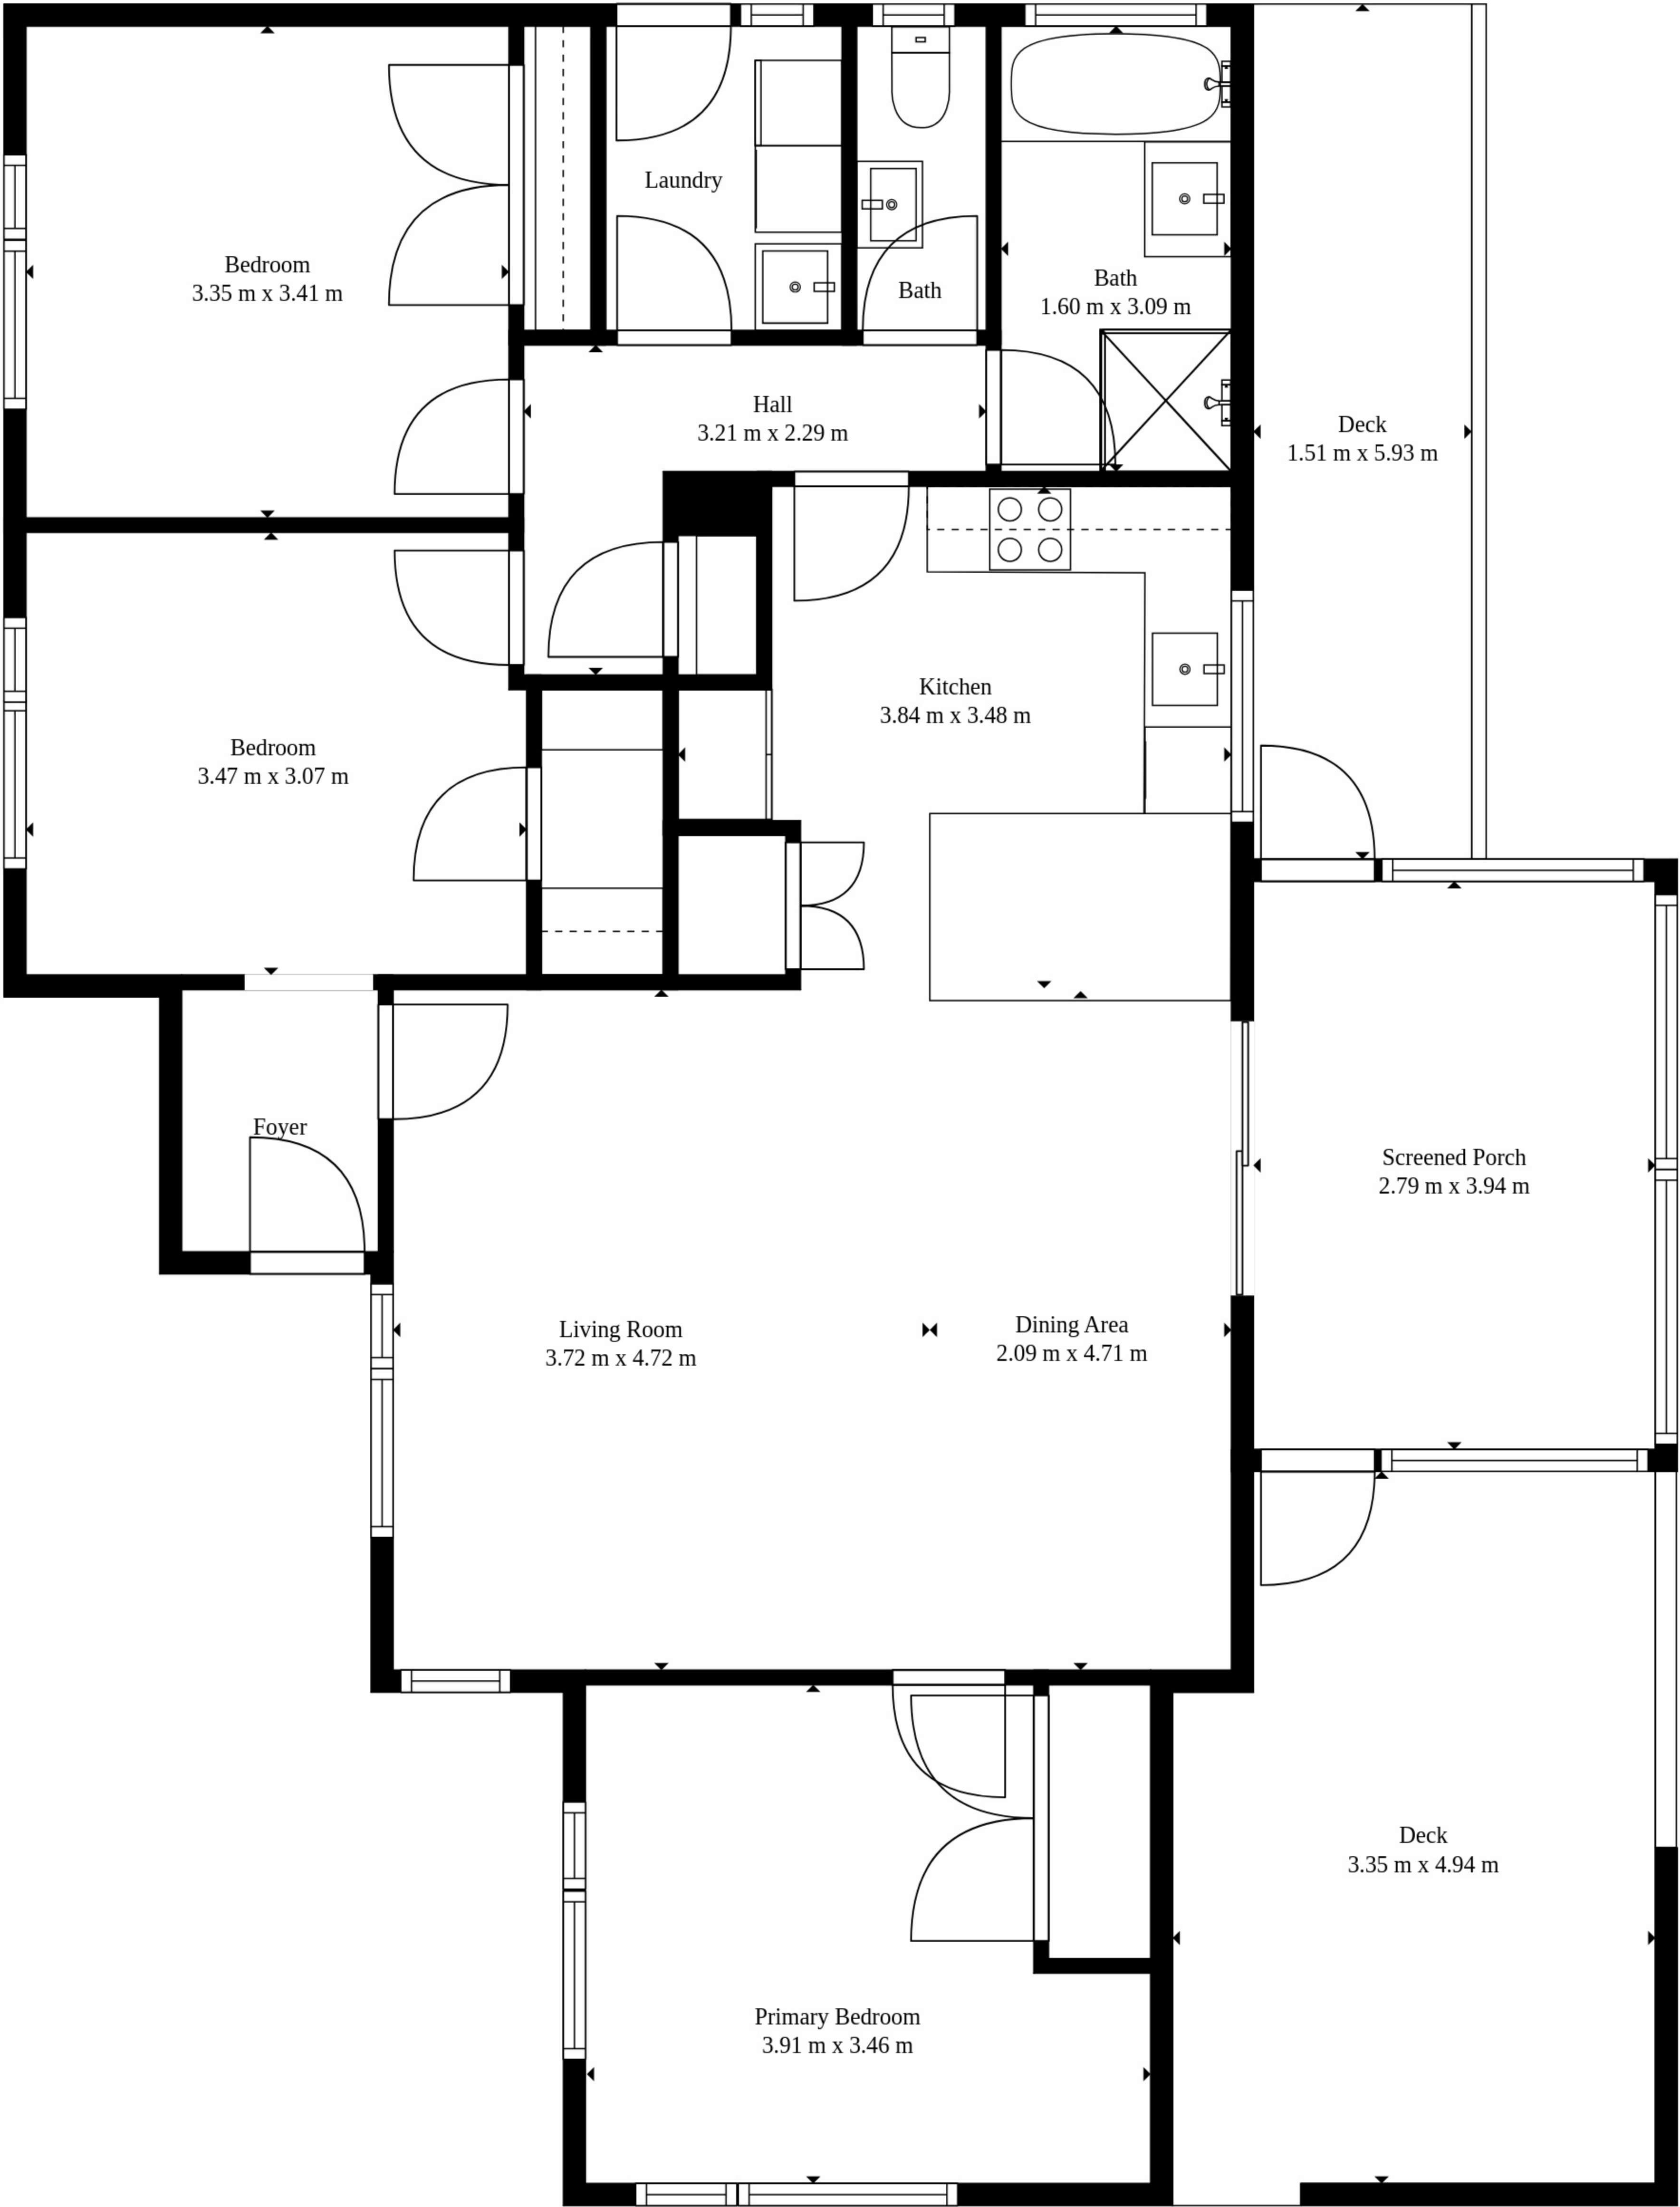 Laundry
Bedroom
3.35 m x 3.41 m
Bath
Bath
1.60 m x 3.09 m
Hall
3.21 m x 2.29 m
Deck
1.51 m x 5.93 m
Kitchen
3.84 m x 3.48 m
Bedroom
3.47 m x 3.07 m
Foyer
Screened Porch
2.79 m x 3.94 m
Living Room
3.72 m x 4.72 m
Dining Area
2.09 m x 4.71 m
Deck
3.35 m x 4.94 m
Primary Bedroom
3.91 m x 3.46 m